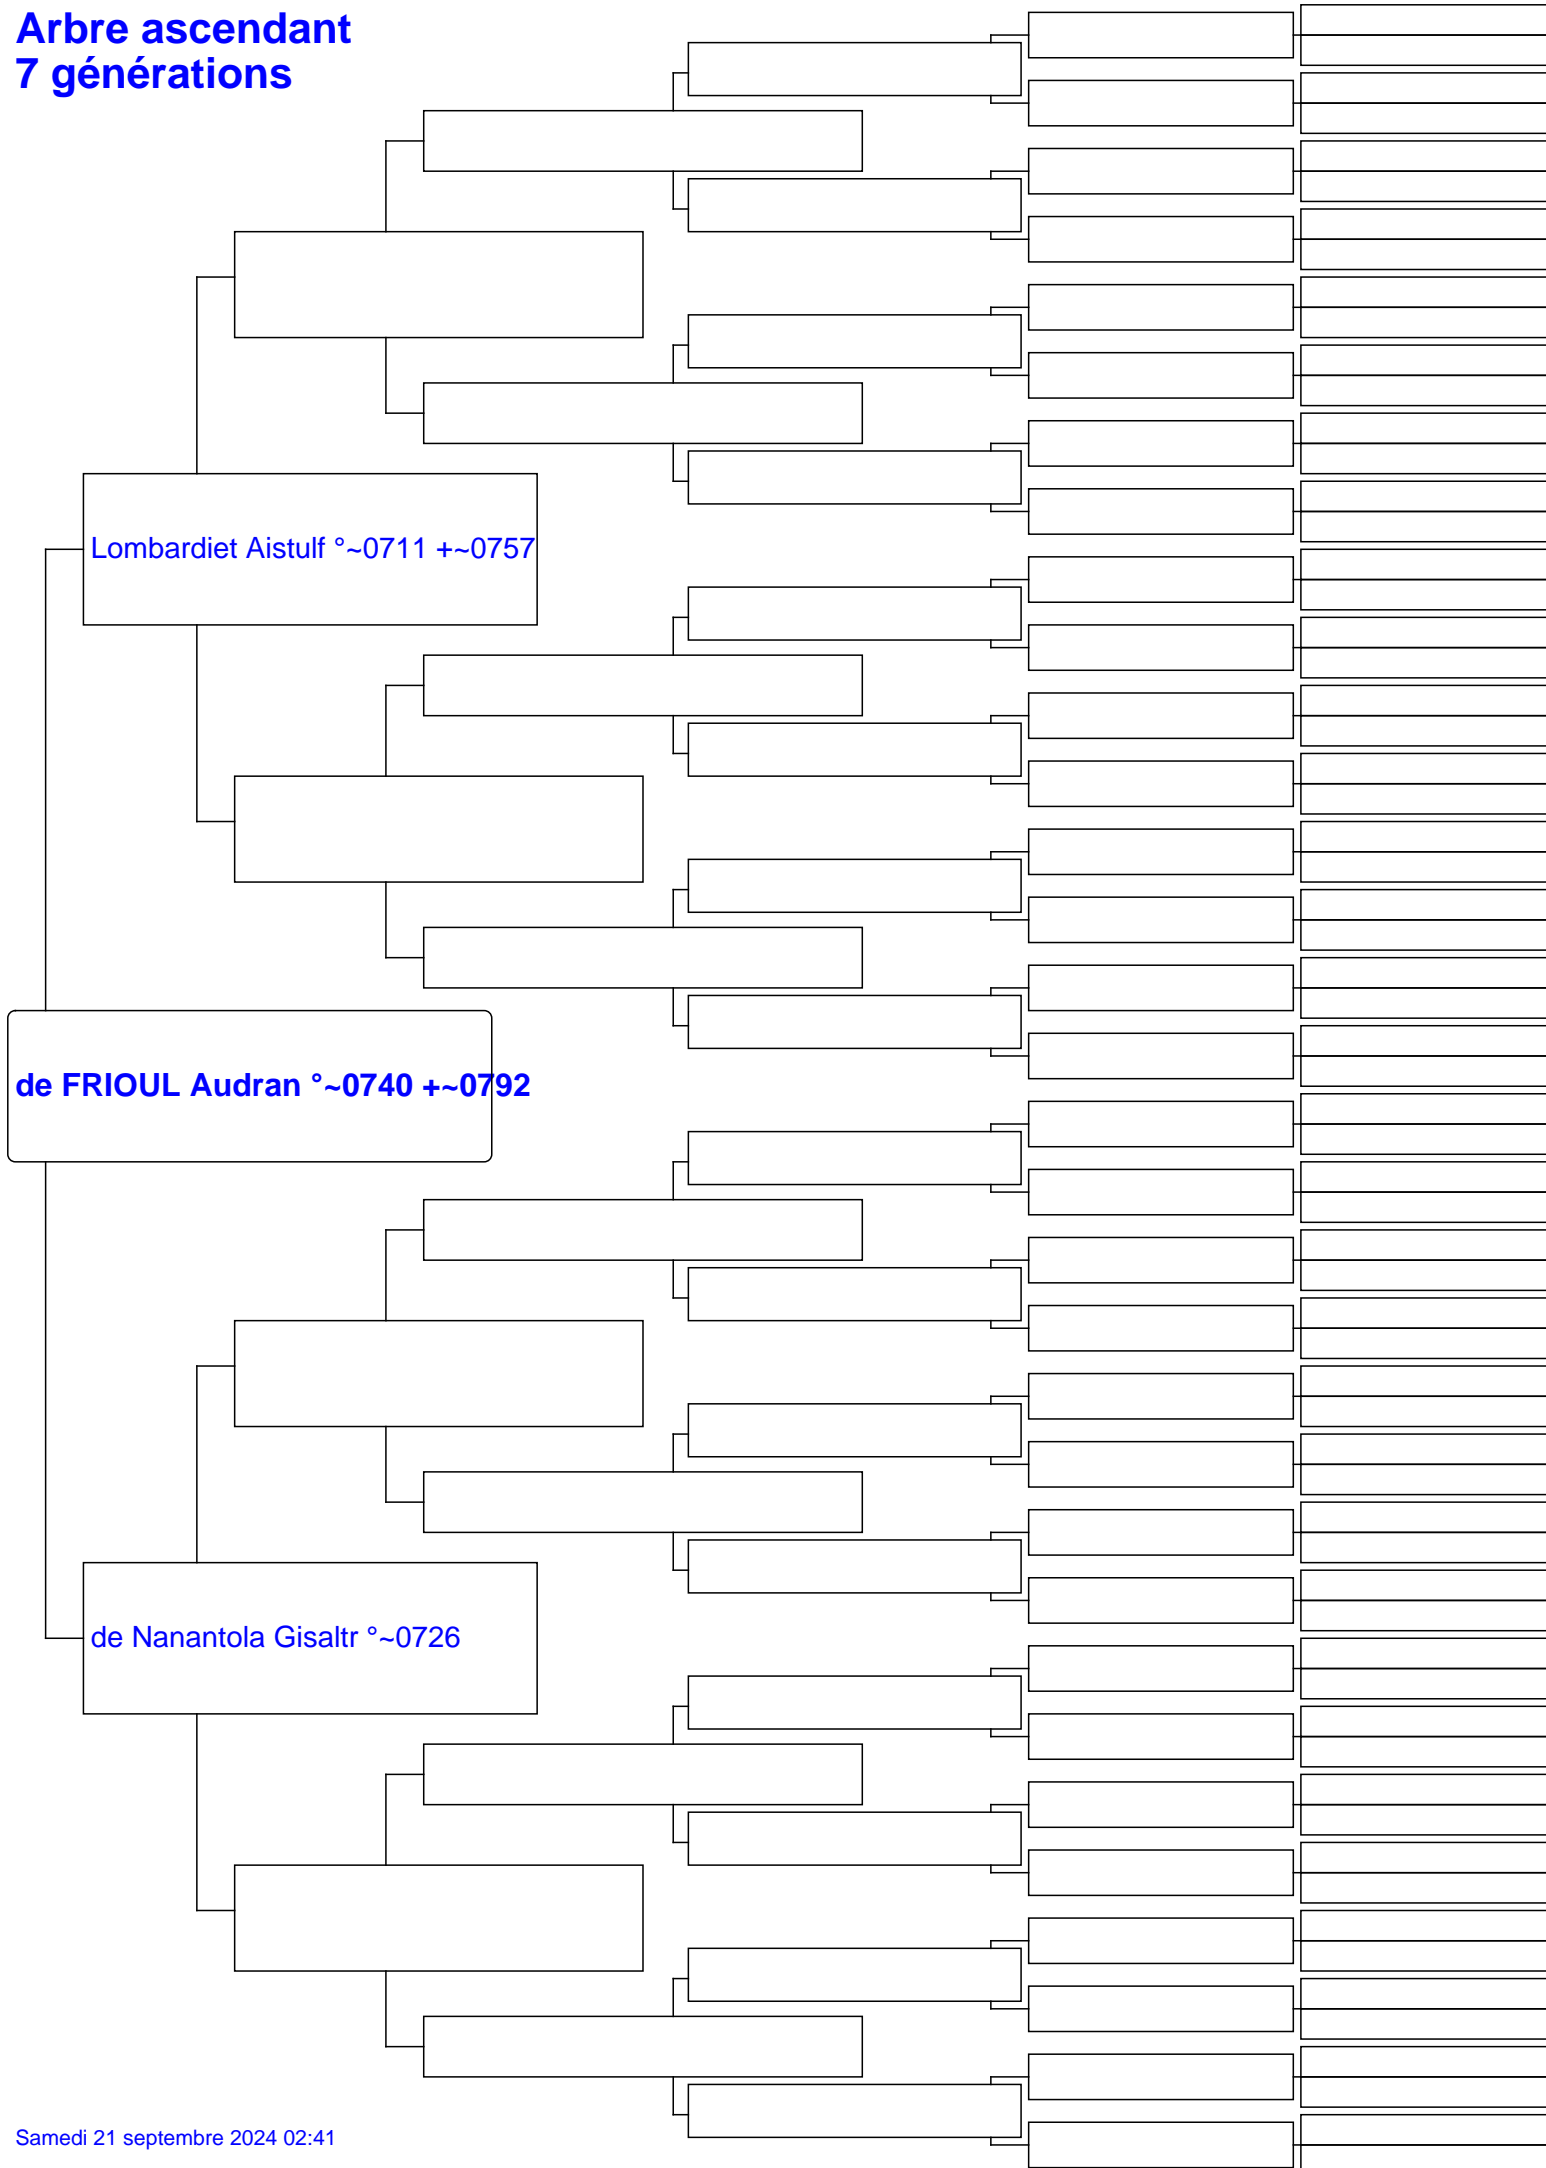 Arbre ascendant
7 générations
Lombardiet Aistulf °~0711 +~0757
de FRIOUL Audran °~0740 +~0792
de Nanantola Gisaltr °~0726
Samedi 21 septembre 2024 02:41